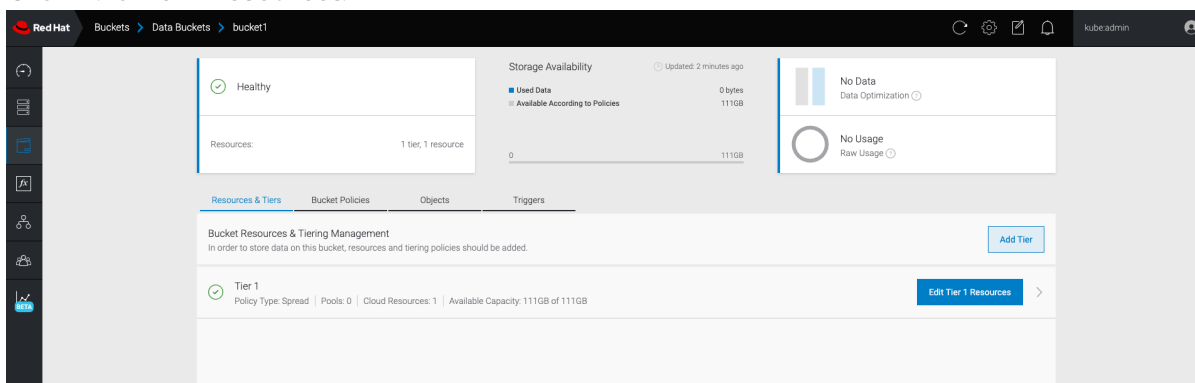 Red Hat
Buckets > Data Buckets > bucket1
kube:admin
Healthy
Resources: 1 tier, 1 resource
Storage Availability
Updated: 2 minutes ago
Used Data 0 bytes
Available According to Policies 111GB
0 111GB
No Data
Data Optimization ?
No Usage
Raw Usage ?
Resources & Tiers Bucket Policies Objects Triggers
Bucket Resources & Tiering Management
In order to store data on this bucket, resources and tiering policies should be added.
Add Tier
Tier 1
Policy Type: Spread | Pools: 0 | Cloud Resources: 1 | Available Capacity: 111GB of 111GB
Edit Tier 1 Resources
fx
BETA